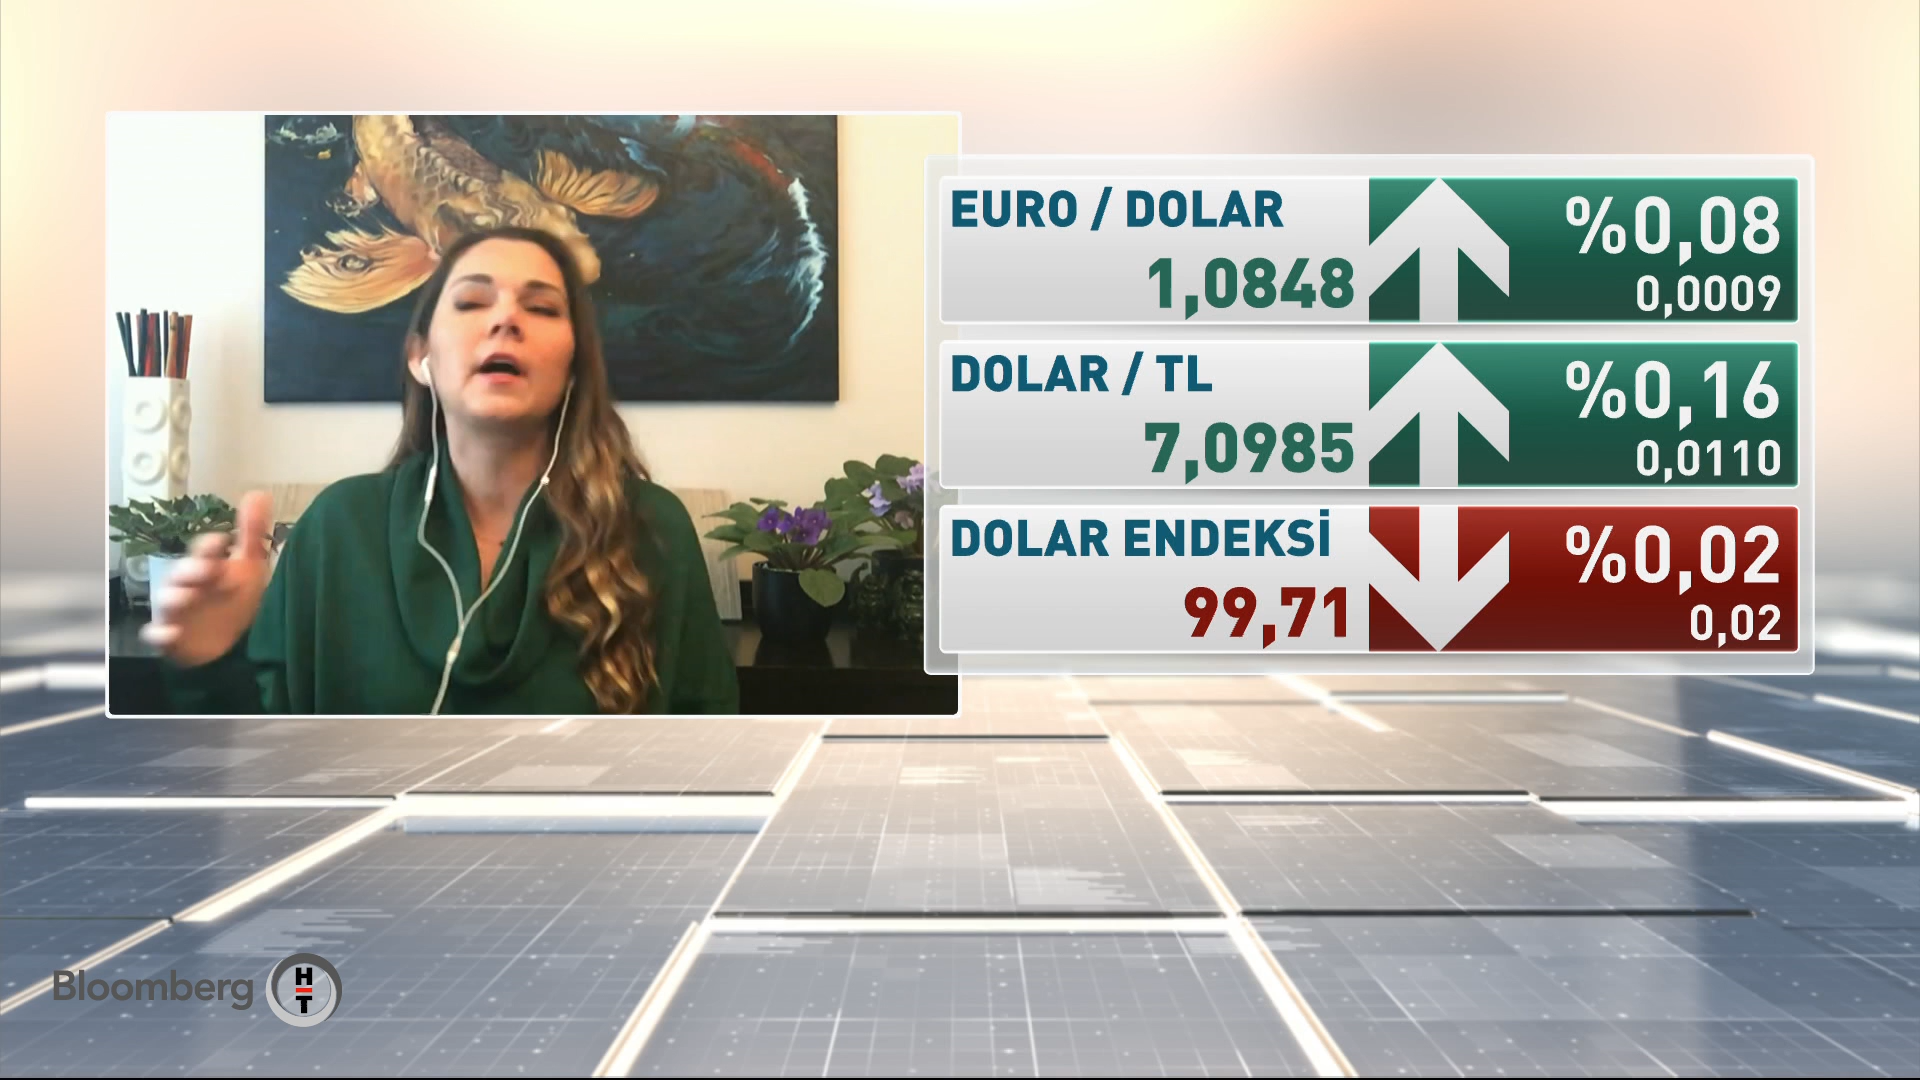 EURO / DOLAR
1,0848
%0,08
0,0009
DOLAR / TL
7,0985
%0,16
0,0110
DOLAR ENDEKSİ
99,71
%0,02
0,02
Bloomberg HT